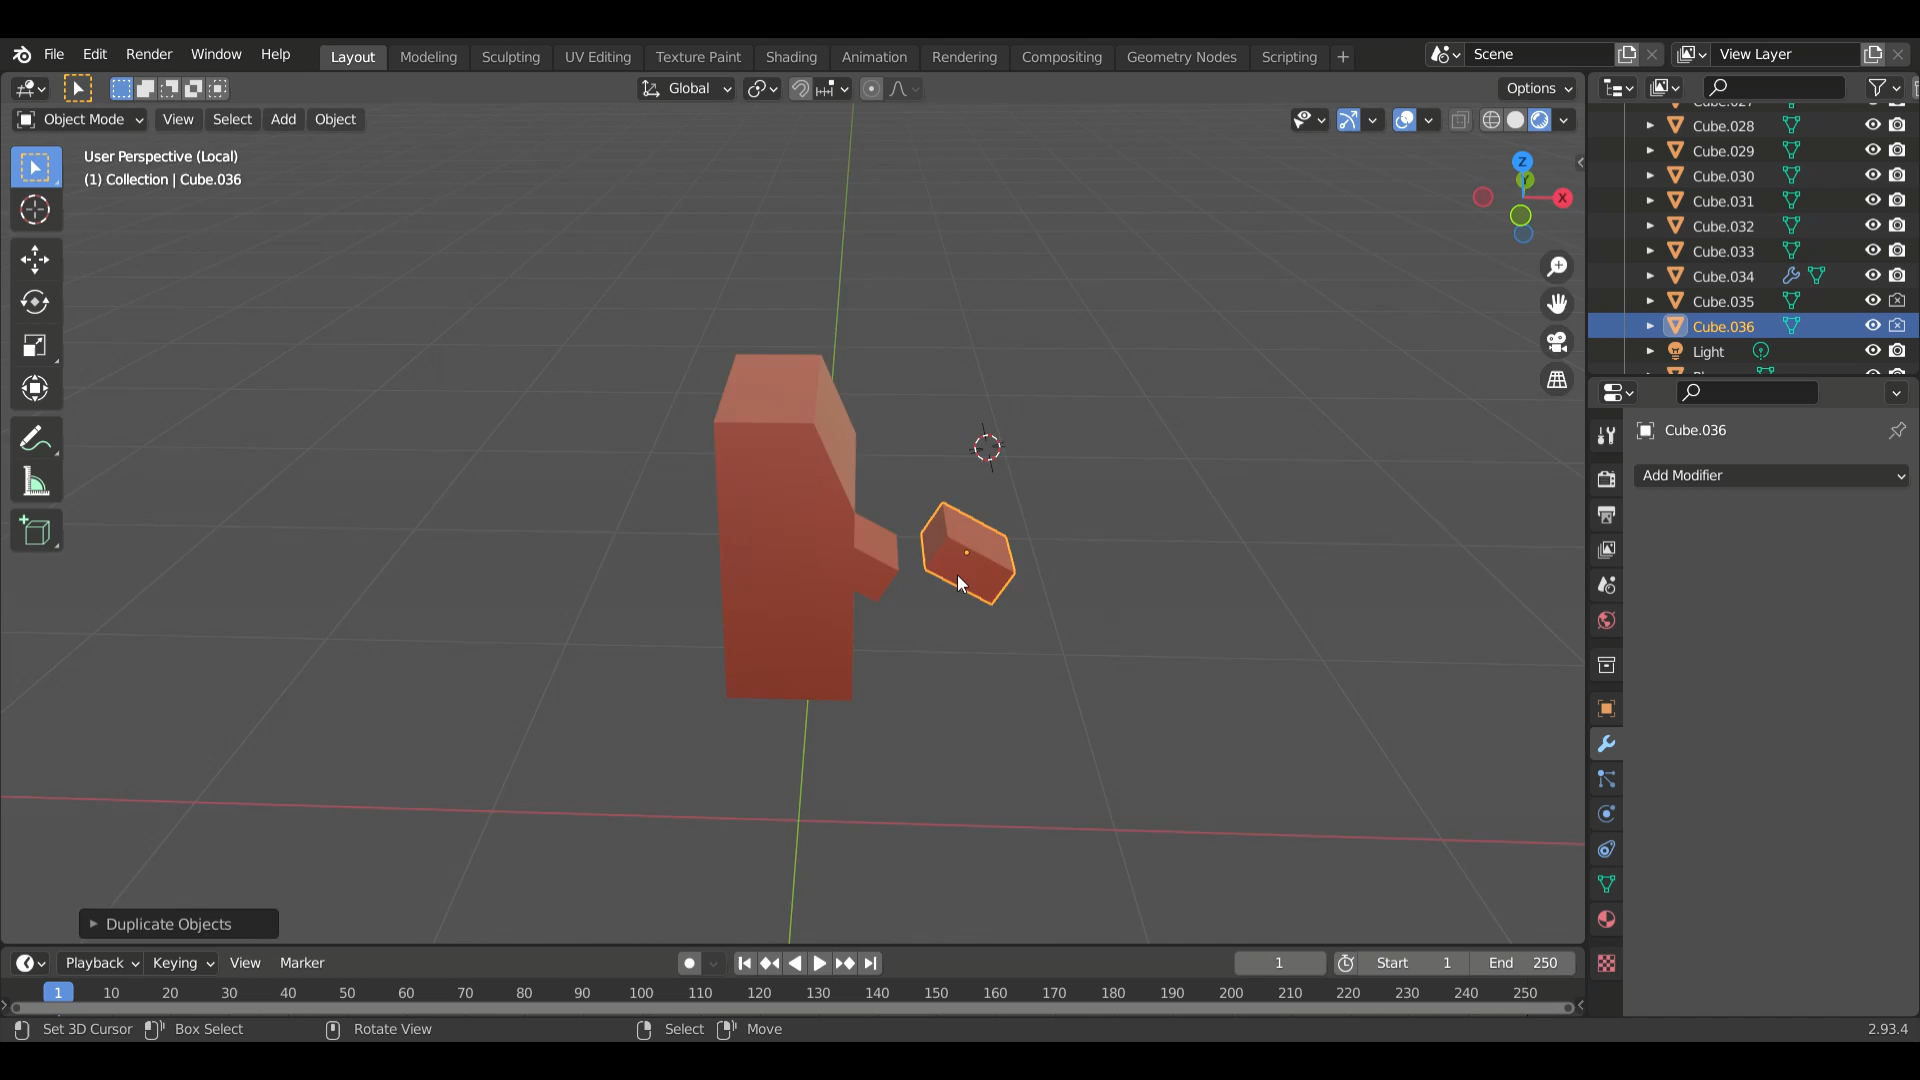 File Edit Render Window Help Layout Modeling Sculpting UV Editing Texture Paint Shading Animation Rendering Compositing Geometry Nodes Scripting + Scene View Layer
Global Options
Object Mode View Select Add Object
User Perspective (Local)
(1) Collection | Cube.036
Z
X
Cube.028
Cube.029
Cube.030
Cube.031
Cube.032
Cube.033
Cube.034
Cube.035
Cube.036
Light
Cube.036
Add Modifier
Duplicate Objects
Playback Keying View Marker 1 Start 1 End 250
1 10 20 30 40 50 60 70 80 90 100 110 120 130 140 150 160 170 180 190 200 210 220 230 240 250
Set 3D Cursor Box Select Rotate View Select Move 2.93.4